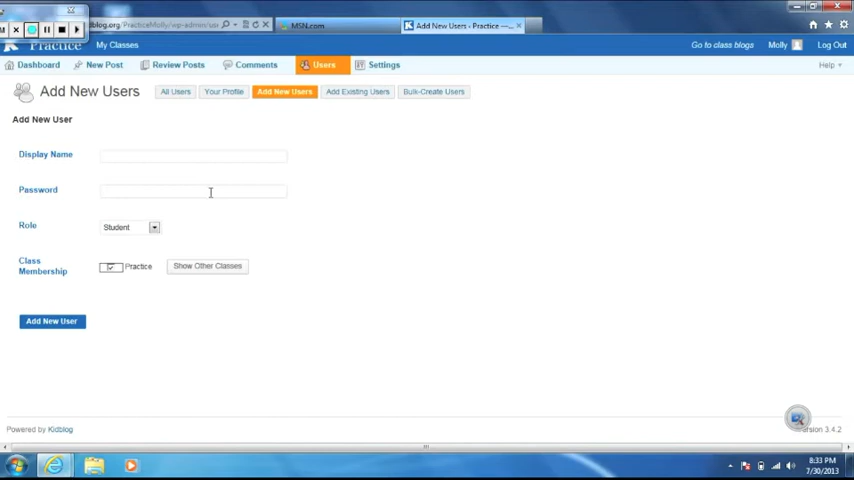 dblog.org/PracticeMolly/wp-admin/us
MSN.com
Add New Users ‹ Practice —...
Practice My Classes Go to class blogs Molly Log Out
Dashboard New Post Review Posts Comments Users Settings Help
Add New Users All Users Your Profile Add New Users Add Existing Users Bulk-Create Users
Add New User
Display Name
Password
Role Student
Class Membership Practice Show Other Classes
Add New User
Powered by Kidblog Version 3.4.2
8:33 PM
7/30/2013